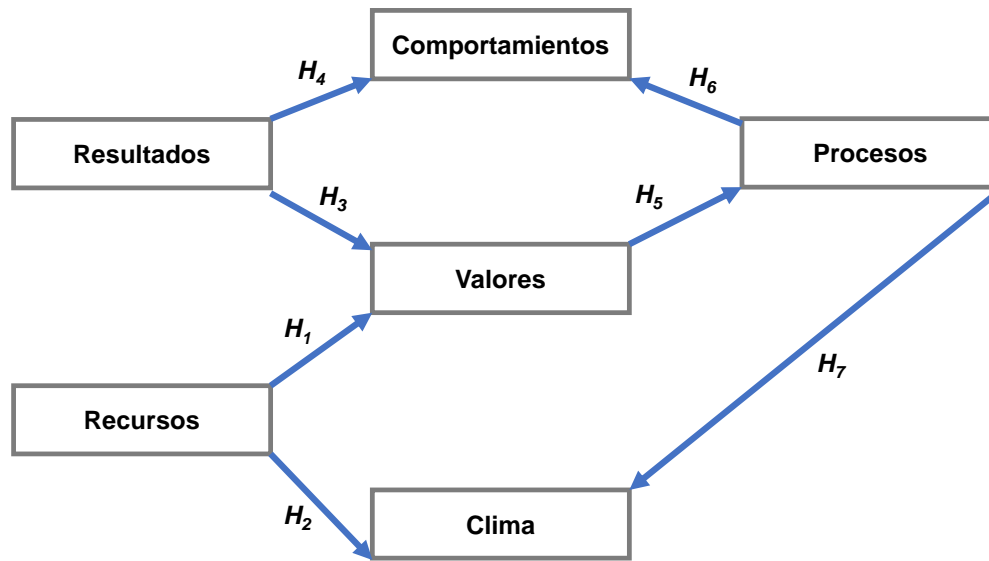 Comportamientos
H4
H6
Resultados
Procesos
H3
H5
Valores
H1
H7
Recursos
H2
Clima